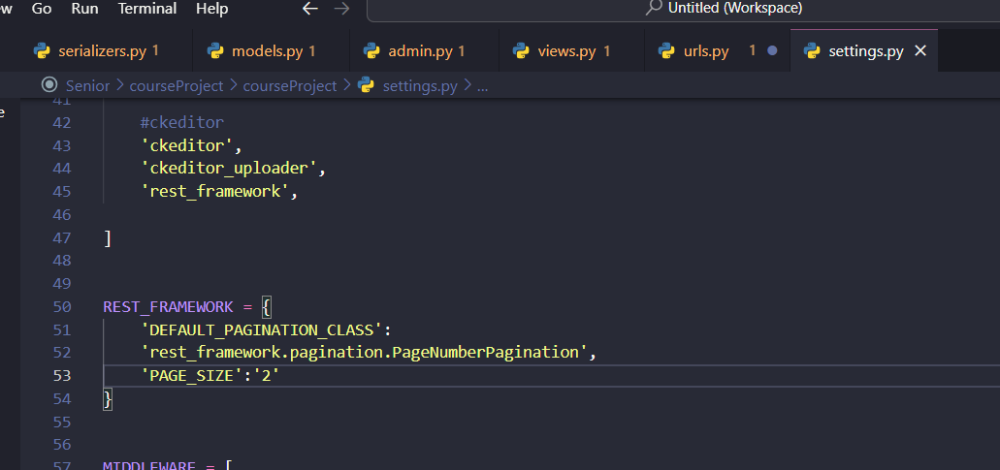 w Go Run Terminal Help ← → Untitled (Workspace)
serializers.py 1 models.py 1 admin.py 1 views.py 1 urls.py 1 ● settings.py ×
Senior > courseProject > courseProject > settings.py > ...
e
41
42 #ckeditor
43 'ckeditor',
44 'ckeditor_uploader',
45 'rest_framework',
46
47 ]
48
49
50 REST_FRAMEWORK = {
51 'DEFAULT_PAGINATION_CLASS':
52 'rest_framework.pagination.PageNumberPagination',
53 'PAGE_SIZE':'2'
54 }
55
56
57 MIDDLEWARE = [